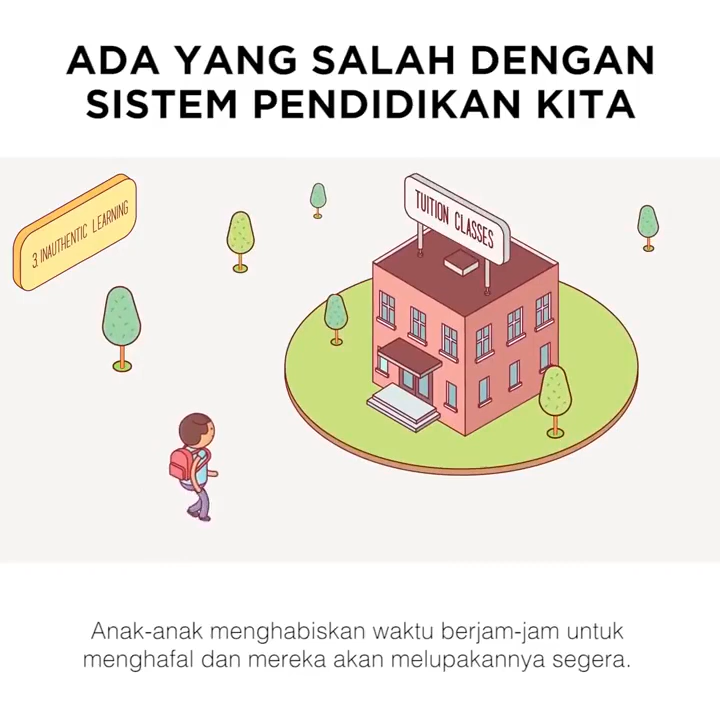 ADA YANG SALAH DENGAN
SISTEM PENDIDIKAN KITA
3. INAUTHENTIC LEARNING
TUITION CLASSES
Anak-anak menghabiskan waktu berjam-jam untuk
menghafal dan mereka akan melupakannya segera.